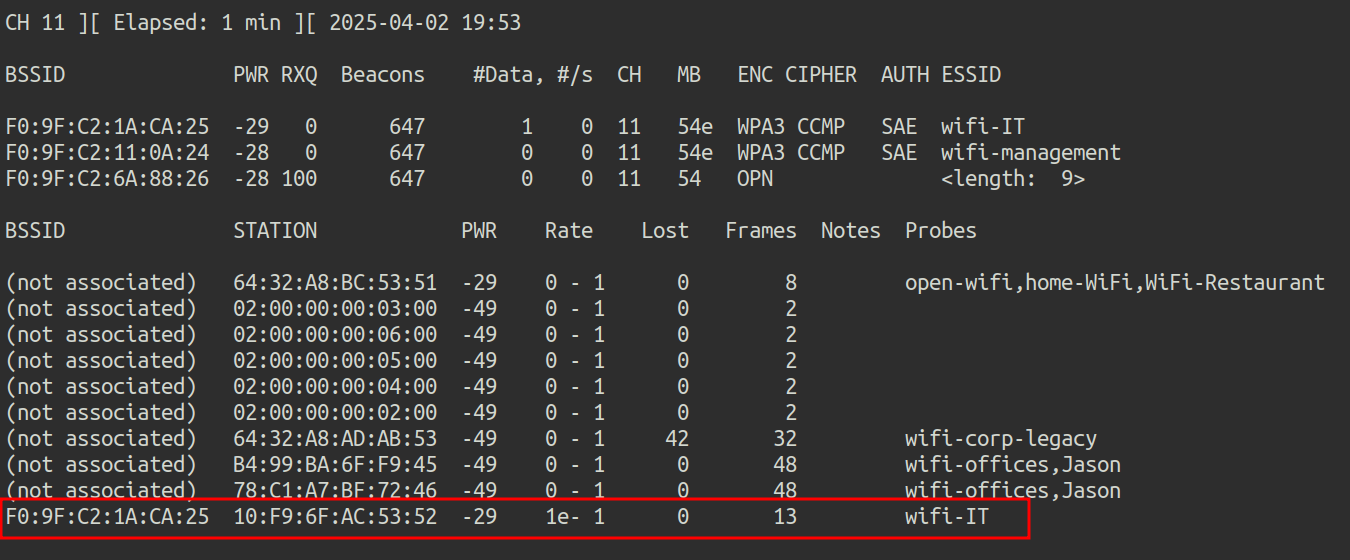 CH 11 ][ Elapsed: 1 min ][ 2025-04-02 19:53
BSSID PWR RXQ Beacons #Data, #/s CH MB ENC CIPHER AUTH ESSID
F0:9F:C2:1A:CA:25 -29 0 647 1 0 11 54e WPA3 CCMP SAE wifi-IT
F0:9F:C2:11:0A:24 -28 0 647 0 0 11 54e WPA3 CCMP SAE wifi-management
F0:9F:C2:6A:88:26 -28 100 647 0 0 11 54 OPN <length: 9>
BSSID STATION PWR Rate Lost Frames Notes Probes
(not associated) 64:32:A8:BC:53:51 -29 0 - 1 0 8 open-wifi,home-WiFi,WiFi-Restaurant
(not associated) 02:00:00:00:03:00 -49 0 - 1 0 2
(not associated) 02:00:00:00:06:00 -49 0 - 1 0 2
(not associated) 02:00:00:00:05:00 -49 0 - 1 0 2
(not associated) 02:00:00:00:04:00 -49 0 - 1 0 2
(not associated) 02:00:00:00:02:00 -49 0 - 1 0 2
(not associated) 64:32:A8:AD:AB:53 -49 0 - 1 42 32 wifi-corp-legacy
(not associated) B4:99:BA:6F:F9:45 -49 0 - 1 0 48 wifi-offices,Jason
(not associated) 78:C1:A7:BF:72:46 -49 0 - 1 0 48 wifi-offices,Jason
F0:9F:C2:1A:CA:25 10:F9:6F:AC:53:52 -29 1e- 1 0 13 wifi-IT